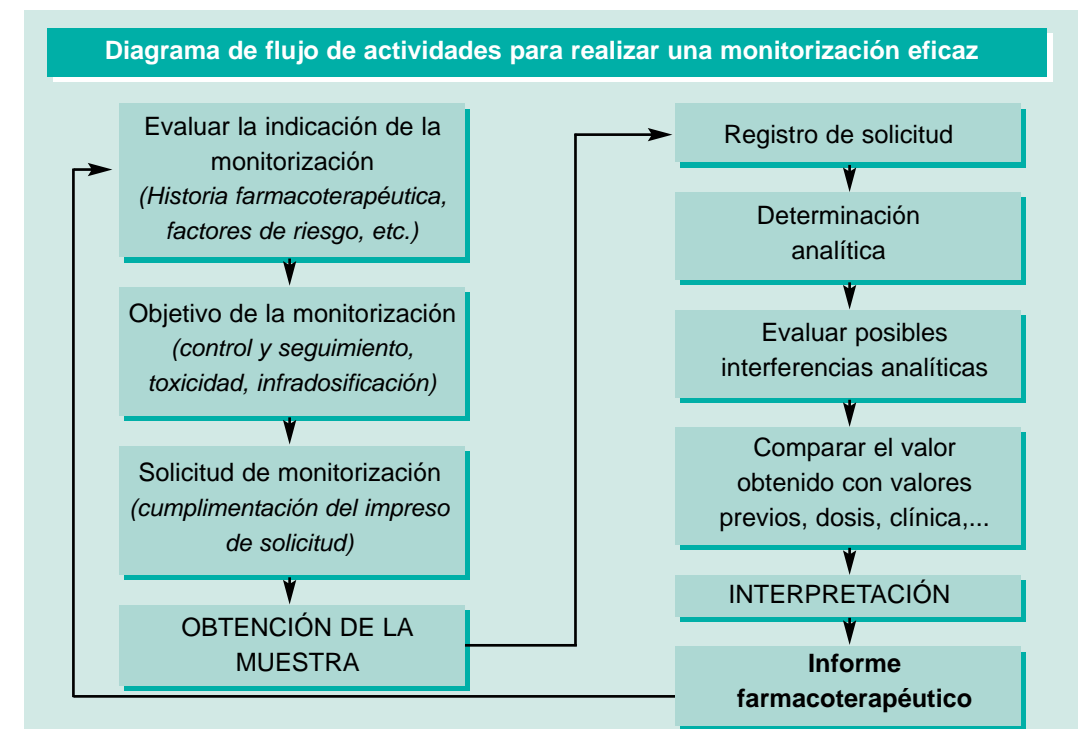 Diagrama de flujo de actividades para realizar una monitorización eficaz
Evaluar la indicación de la
monitorización
(Historia farmacoterapéutica,
factores de riesgo, etc.)
Objetivo de la monitorización
(control y seguimiento,
toxicidad, infradosificación)
Solicitud de monitorización
(cumplimentación del impreso
de solicitud)
OBTENCIÓN DE LA
MUESTRA
Registro de solicitud
Determinación
analítica
Evaluar posibles
interferencias analíticas
Comparar el valor
obtenido con valores
previos, dosis, clínica,...
INTERPRETACIÓN
Informe
farmacoterapéutico